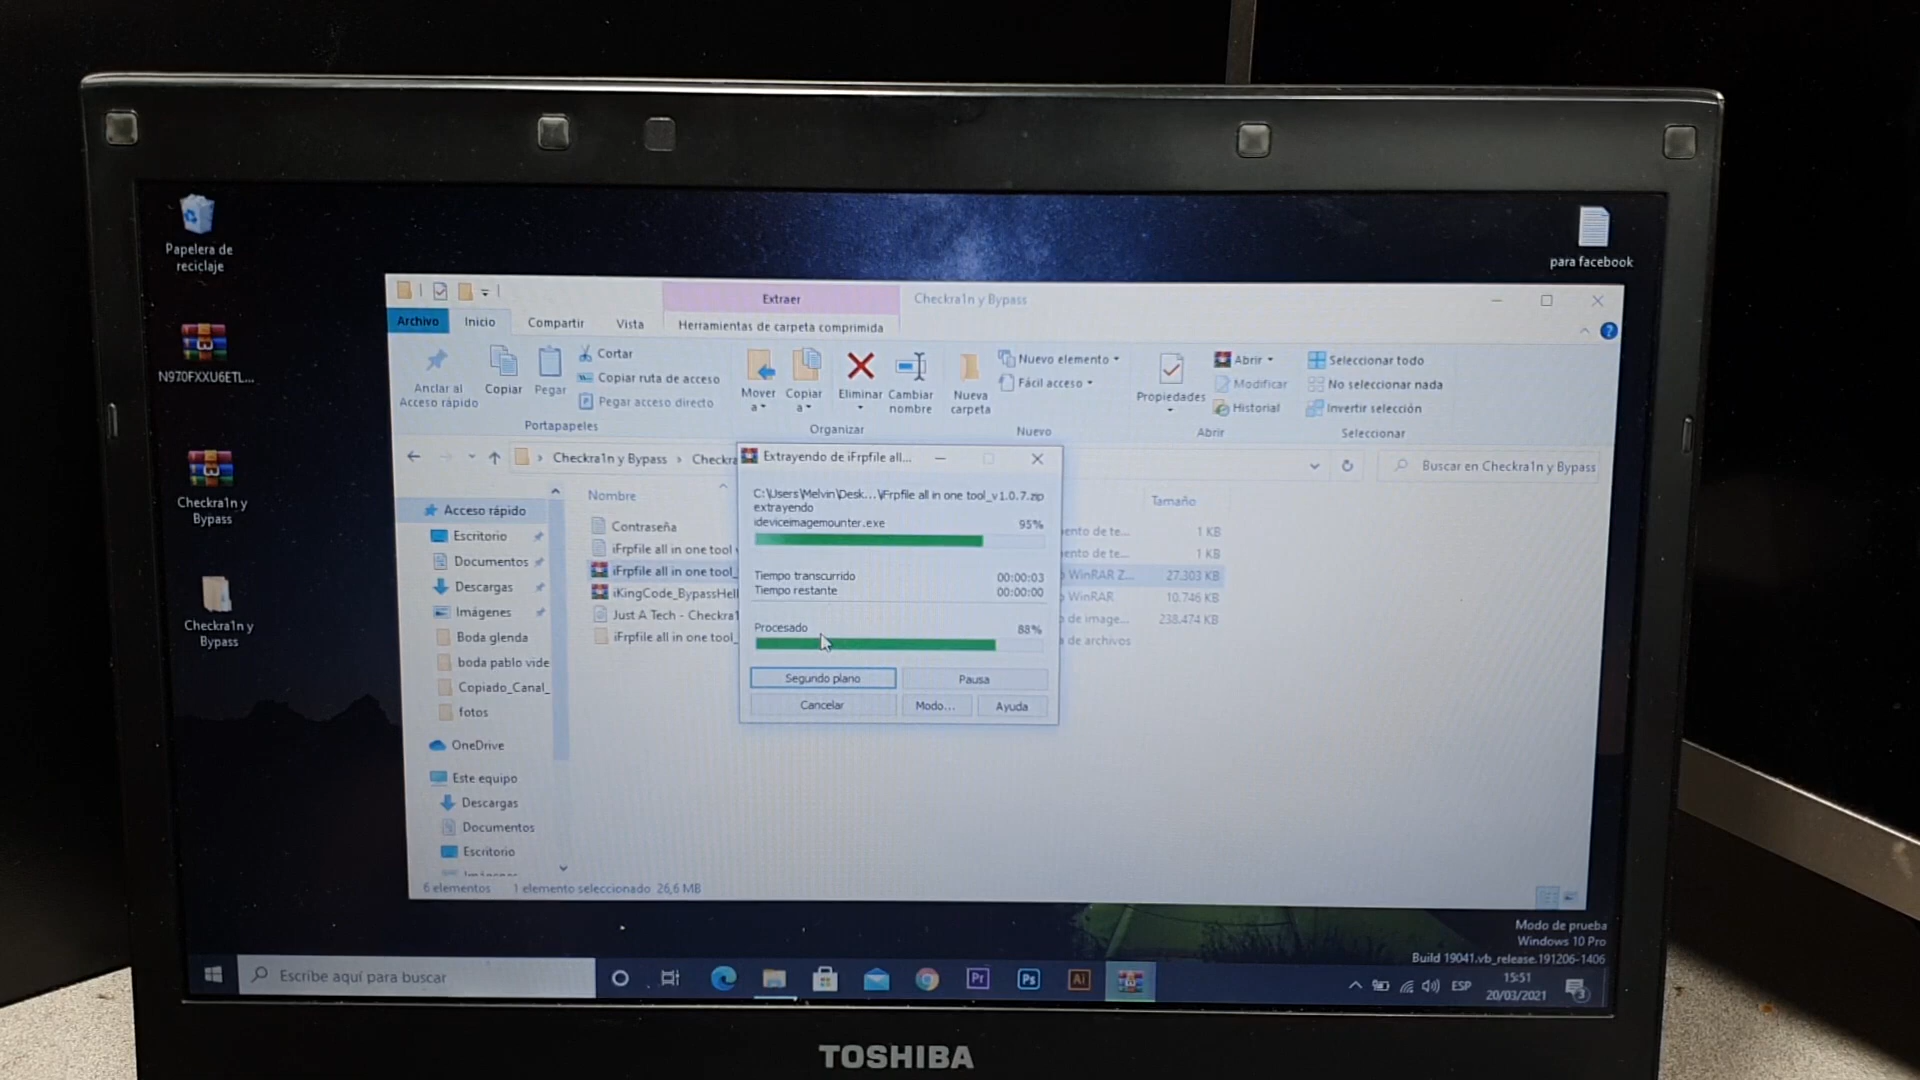 Papelera de
reciclaje
N970FXXU6ETL...
Checkra1n y
Bypass
Checkra1n y
Bypass
para facebook
Extraer
Checkra1n y Bypass
Archivo
Inicio
Compartir
Vista
Herramientas de carpeta comprimida
Anclar al
Acceso rápido
Copiar
Pegar
Cortar
Copiar ruta de acceso
Pegar acceso directo
Portapapeles
Mover
a
Copiar
a
Eliminar
Cambiar
nombre
Organizar
Nueva
carpeta
Nuevo elemento
Fácil acceso
Nuevo
Propiedades
Abrir
Modificar
Historial
Abrir
Seleccionar todo
No seleccionar nada
Invertir selección
Seleccionar
Checkra1n y Bypass
Checkra
Buscar en Checkra1n y Bypass
Acceso rápido
Escritorio
Documentos
Descargas
Imágenes
Boda glenda
boda pablo vide
Copiado_Canal_
fotos
OneDrive
Este equipo
Descargas
Documentos
Escritorio
Nombre
Tamaño
Contraseña
ento de te...
1 KB
iFrpfile all in one tool
ento de te...
1 KB
iFrpfile all in one tool_
WinRAR Z...
27.303 KB
iKingCode_BypassHell
WinRAR
10.746 KB
Just A Tech - Checkra1
de image...
238.474 KB
iFrpfile all in one tool_
de archivos
Extrayendo de iFrpfile all...
C:\Users\Melvin\Desk...\iFrpfile all in one tool_v1.0.7.zip
extrayendo
ideviceimagemounter.exe
95%
Tiempo transcurrido
00:00:03
Tiempo restante
00:00:00
Procesado
88%
Segundo plano
Pausa
Cancelar
Modo...
Ayuda
6 elementos
1 elemento seleccionado 26,6 MB
Modo de prueba
Windows 10 Pro
Build 19041.vb_release.191206-1406
Escribe aquí para buscar
Pr
Ps
Ai
ESP
15:51
20/03/2021
3
TOSHIBA